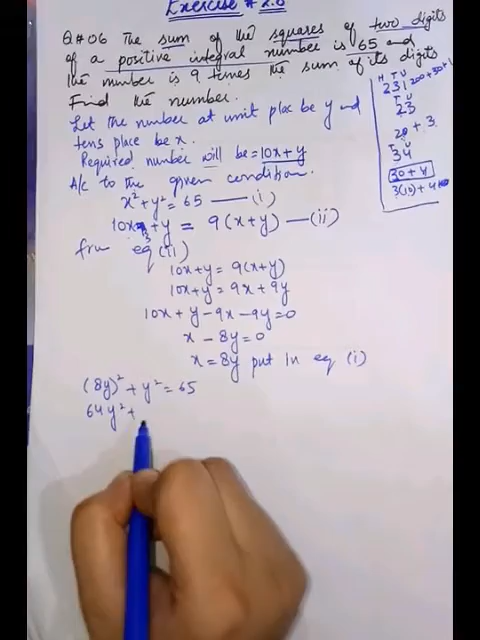 Exercise # 2.6
Q.# 06 The sum of the squares of two digits
of a positive integral number is 65 and
the number is 9 times the sum of its digits
Find the number.
Let the number at unit plac be y and
tens place be x.
Required number will be = 10x+y
A/c to the given condition.
x² + y² = 65 —— (i)
10x + y = 9(x+y) — (ii)
from eq (ii)
10x+y = 9(x+y)
10x+y = 9x + 9y
10x + y - 9x - 9y = 0
x - 8y = 0
x = 8y put in eq (i)
(8y)² + y² = 65
64y² +
H T U
231 200+30+1
T U
23
20 + 3
T U
34
30 + 4
3(10) + 4